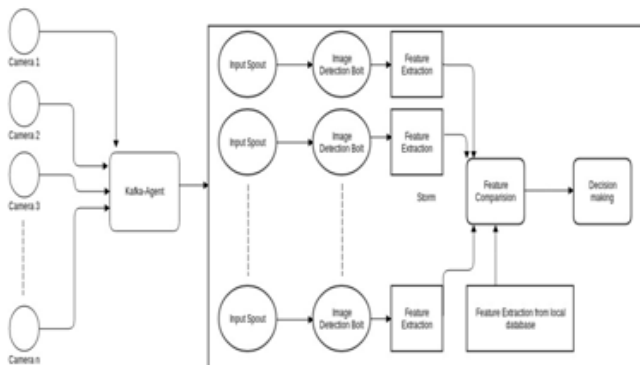 Camera 1
Camera 2
Camera 3
Camera n
Kafka-Agent
Input Spout
Image
Detection Bolt
Feature
Extraction
Input Spout
Image
Detection Bolt
Feature
Extraction
Storm
Feature
Comparision
Decision
making
Input Spout
Image
Detection Bolt
Feature
Extraction
Feature Extraction from local
database